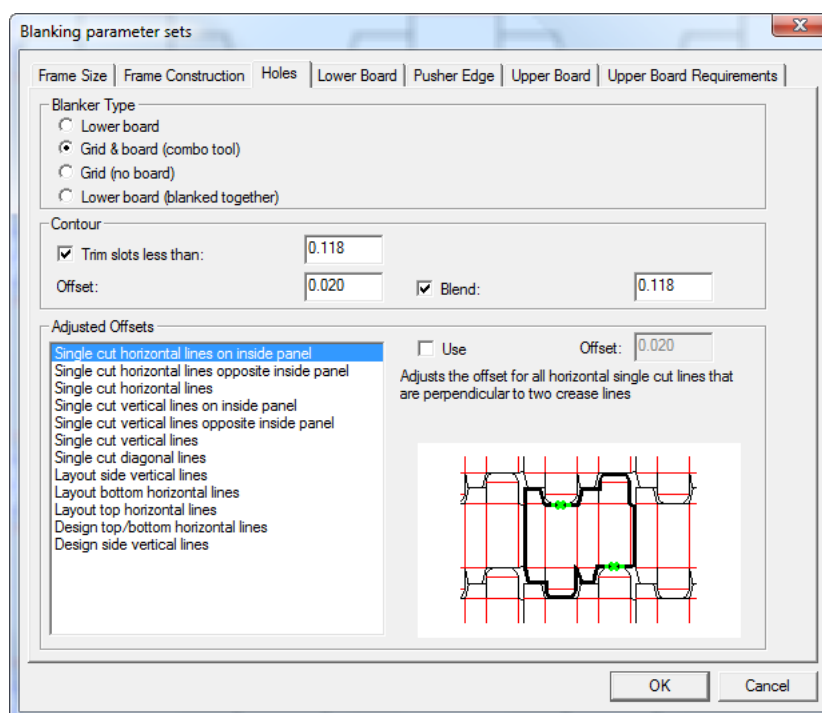 Blanking parameter sets
Frame Size Frame Construction Holes Lower Board Pusher Edge Upper Board Upper Board Requirements
Blanker Type
Lower board
Grid & board (combo tool)
Grid (no board)
Lower board (blanked together)
Contour
Trim slots less than: 0.118
Offset: 0.020 Blend: 0.118
Adjusted Offsets
Single cut horizontal lines on inside panel
Single cut horizontal lines opposite inside panel
Single cut horizontal lines
Single cut vertical lines on inside panel
Single cut vertical lines opposite inside panel
Single cut vertical lines
Single cut diagonal lines
Layout side vertical lines
Layout bottom horizontal lines
Layout top horizontal lines
Design top/bottom horizontal lines
Design side vertical lines
Use Offset: 0.020
Adjusts the offset for all horizontal single cut lines that
are perpendicular to two crease lines
OK Cancel